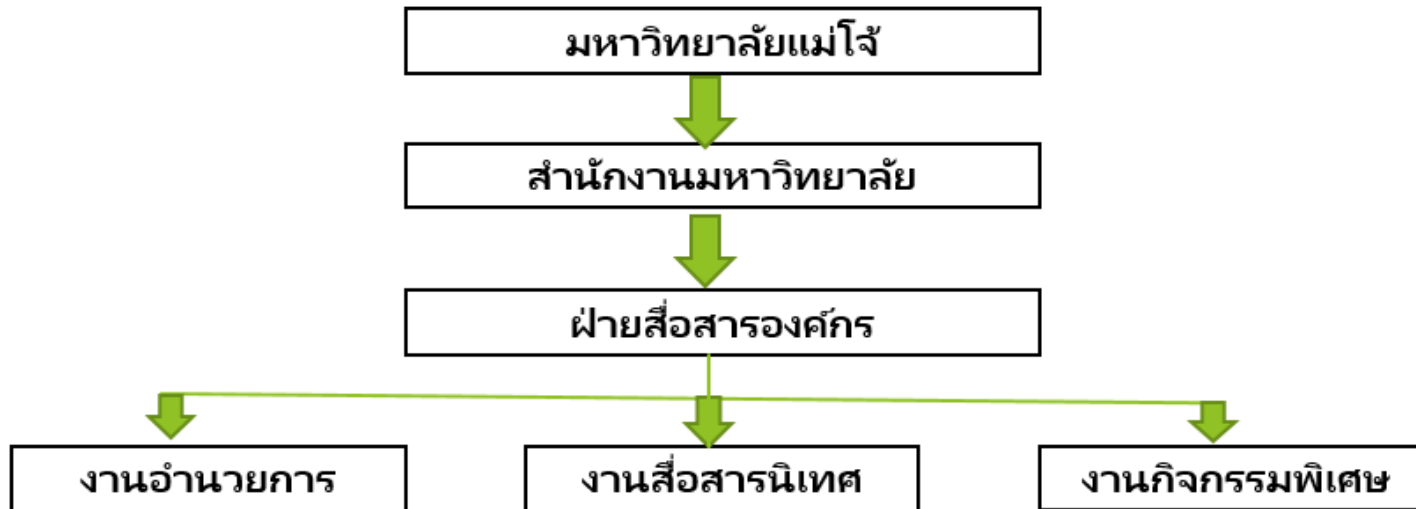 มหาวิทยาลัยแม่โจ้
สำนักงานมหาวิทยาลัย
ฝ่ายสื่อสารองค์กร
งานอำนวยการ
งานสื่อสารนิเทศ
งานกิจกรรมพิเศษ